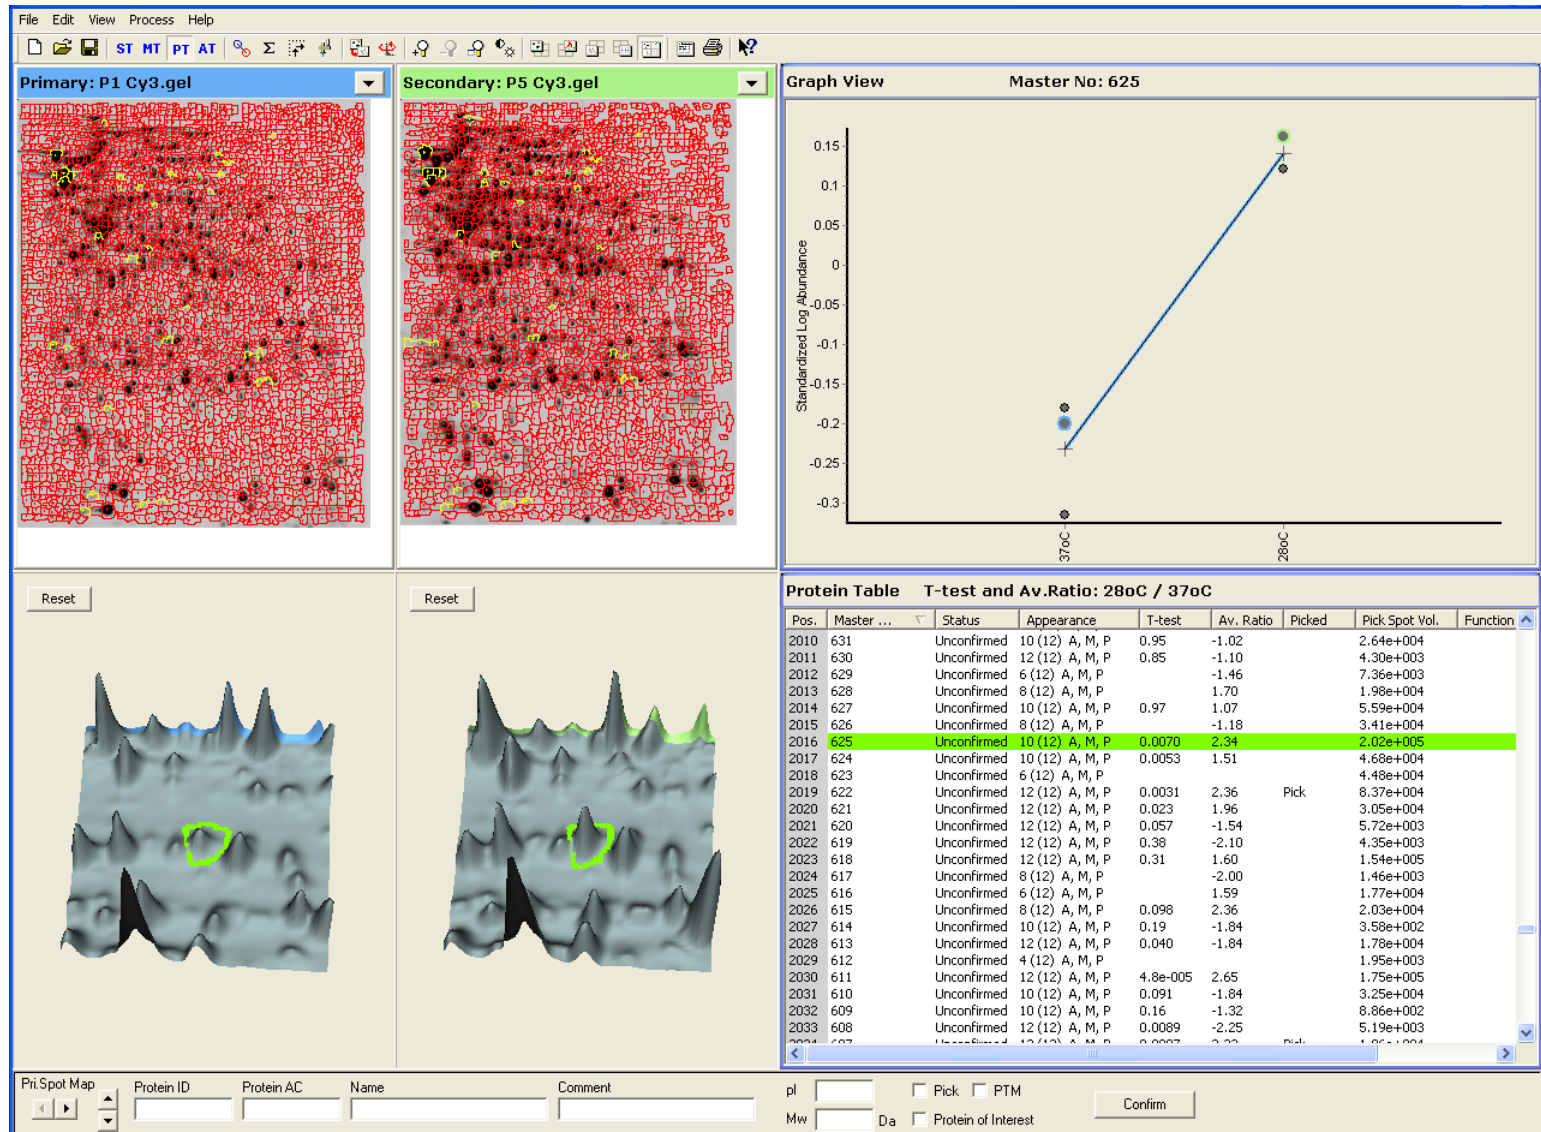 File Edit View Process Help
ST MT PT AT Σ
Primary: P1 Cy3.gel
Secondary: P5 Cy3.gel
Graph View Master No: 625
0.15
0.1
0.05
0
-0.05
-0.1
-0.15
-0.2
-0.25
-0.3
Standardized Log Abundance
37oC
28oC
Reset
Reset
Protein Table T-test and Av.Ratio: 28oC / 37oC
Pos. Master ... Status Appearance T-test Av. Ratio Picked Pick Spot Vol. Function
2010 631 Unconfirmed 10 (12) A, M, P 0.95 -1.02 2.64e+004
2011 630 Unconfirmed 12 (12) A, M, P 0.85 -1.10 4.30e+003
2012 629 Unconfirmed 6 (12) A, M, P -1.46 7.36e+003
2013 628 Unconfirmed 8 (12) A, M, P 1.70 1.98e+004
2014 627 Unconfirmed 10 (12) A, M, P 0.97 1.07 5.59e+004
2015 626 Unconfirmed 8 (12) A, M, P -1.18 3.41e+004
2016 625 Unconfirmed 10 (12) A, M, P 0.0070 2.34 2.02e+005
2017 624 Unconfirmed 10 (12) A, M, P 0.0053 1.51 4.68e+004
2018 623 Unconfirmed 6 (12) A, M, P 4.48e+004
2019 622 Unconfirmed 12 (12) A, M, P 0.0031 2.36 Pick 8.37e+004
2020 621 Unconfirmed 12 (12) A, M, P 0.023 1.96 3.05e+004
2021 620 Unconfirmed 12 (12) A, M, P 0.057 -1.54 5.72e+003
2022 619 Unconfirmed 12 (12) A, M, P 0.38 -2.10 4.35e+003
2023 618 Unconfirmed 12 (12) A, M, P 0.31 1.60 1.54e+005
2024 617 Unconfirmed 8 (12) A, M, P -2.00 1.46e+003
2025 616 Unconfirmed 6 (12) A, M, P 1.59 1.77e+004
2026 615 Unconfirmed 8 (12) A, M, P 0.098 2.36 2.03e+004
2027 614 Unconfirmed 10 (12) A, M, P 0.19 -1.84 3.58e+002
2028 613 Unconfirmed 12 (12) A, M, P 0.040 -1.84 1.78e+004
2029 612 Unconfirmed 4 (12) A, M, P 1.95e+003
2030 611 Unconfirmed 12 (12) A, M, P 4.8e-005 2.65 1.75e+005
2031 610 Unconfirmed 10 (12) A, M, P 0.091 -1.84 3.25e+004
2032 609 Unconfirmed 10 (12) A, M, P 0.16 -1.32 8.86e+002
2033 608 Unconfirmed 12 (12) A, M, P 0.0089 -2.25 5.19e+003
Pri.Spot Map Protein ID Protein AC Name Comment pI Pick PTM Confirm
Mw Da Protein of Interest